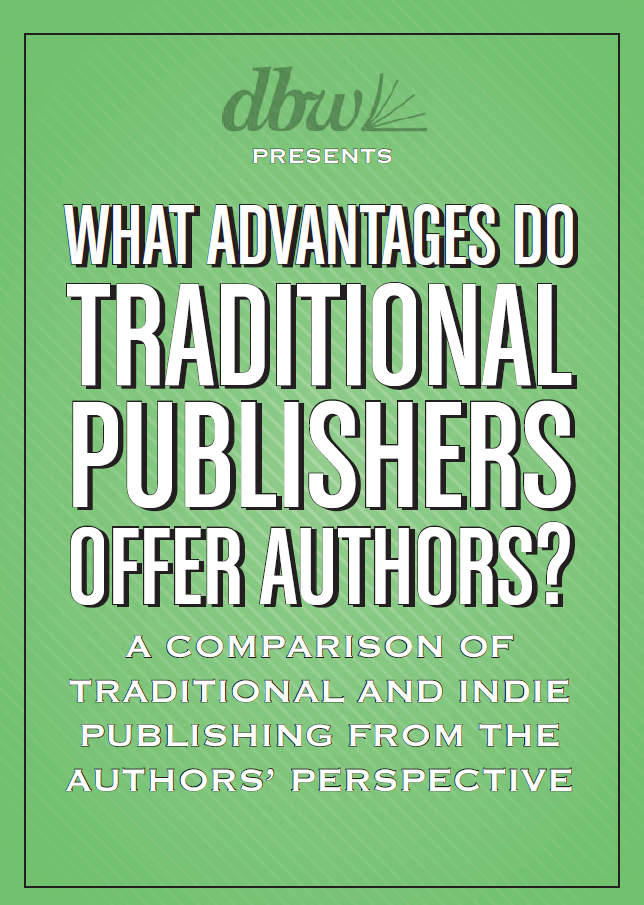 dbw
PRESENTS
WHAT ADVANTAGES DO
TRADITIONAL
PUBLISHERS
OFFER AUTHORS?
A COMPARISON OF
TRADITIONAL AND INDIE
PUBLISHING FROM THE
AUTHORS’ PERSPECTIVE